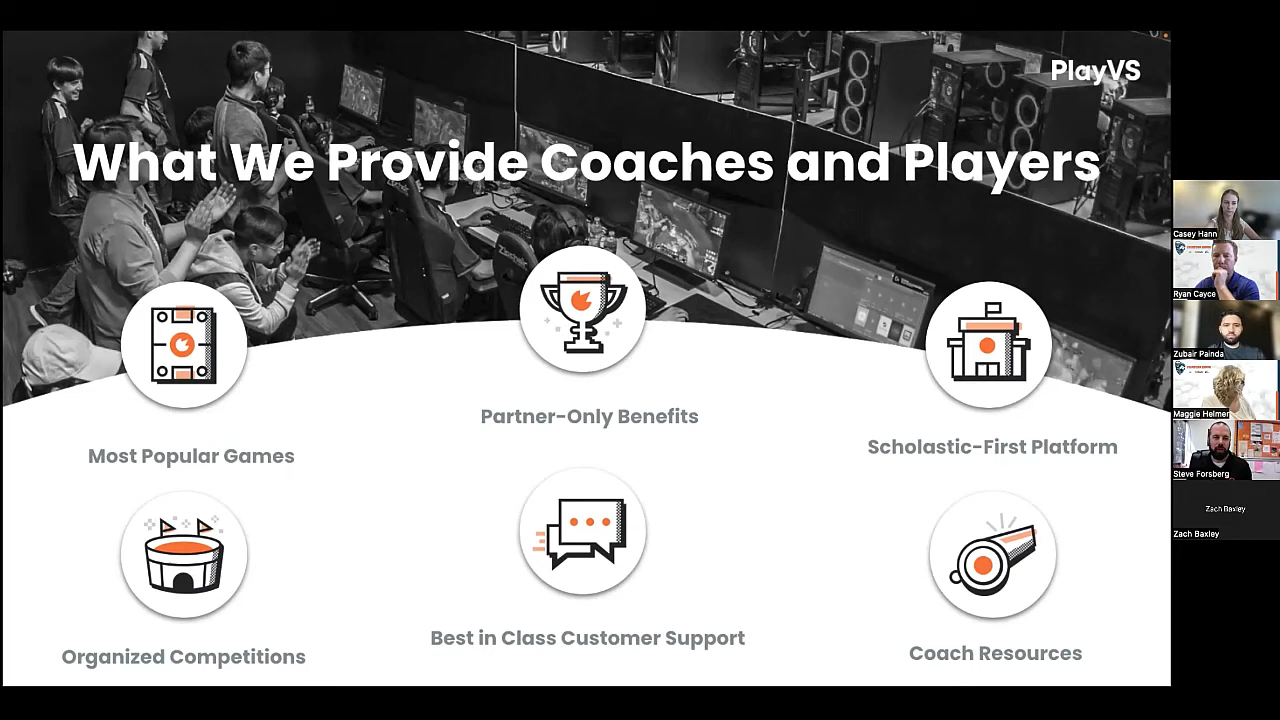 PlayVS
What We Provide Coaches and Players
Most Popular Games
Partner-Only Benefits
Scholastic-First Platform
Organized Competitions
Best in Class Customer Support
Coach Resources
Casey Hann
Ryan Cayce
Zubair Painda
Maggie Helmer
Steve Forsberg
Zach Baxley
Zach Baxley